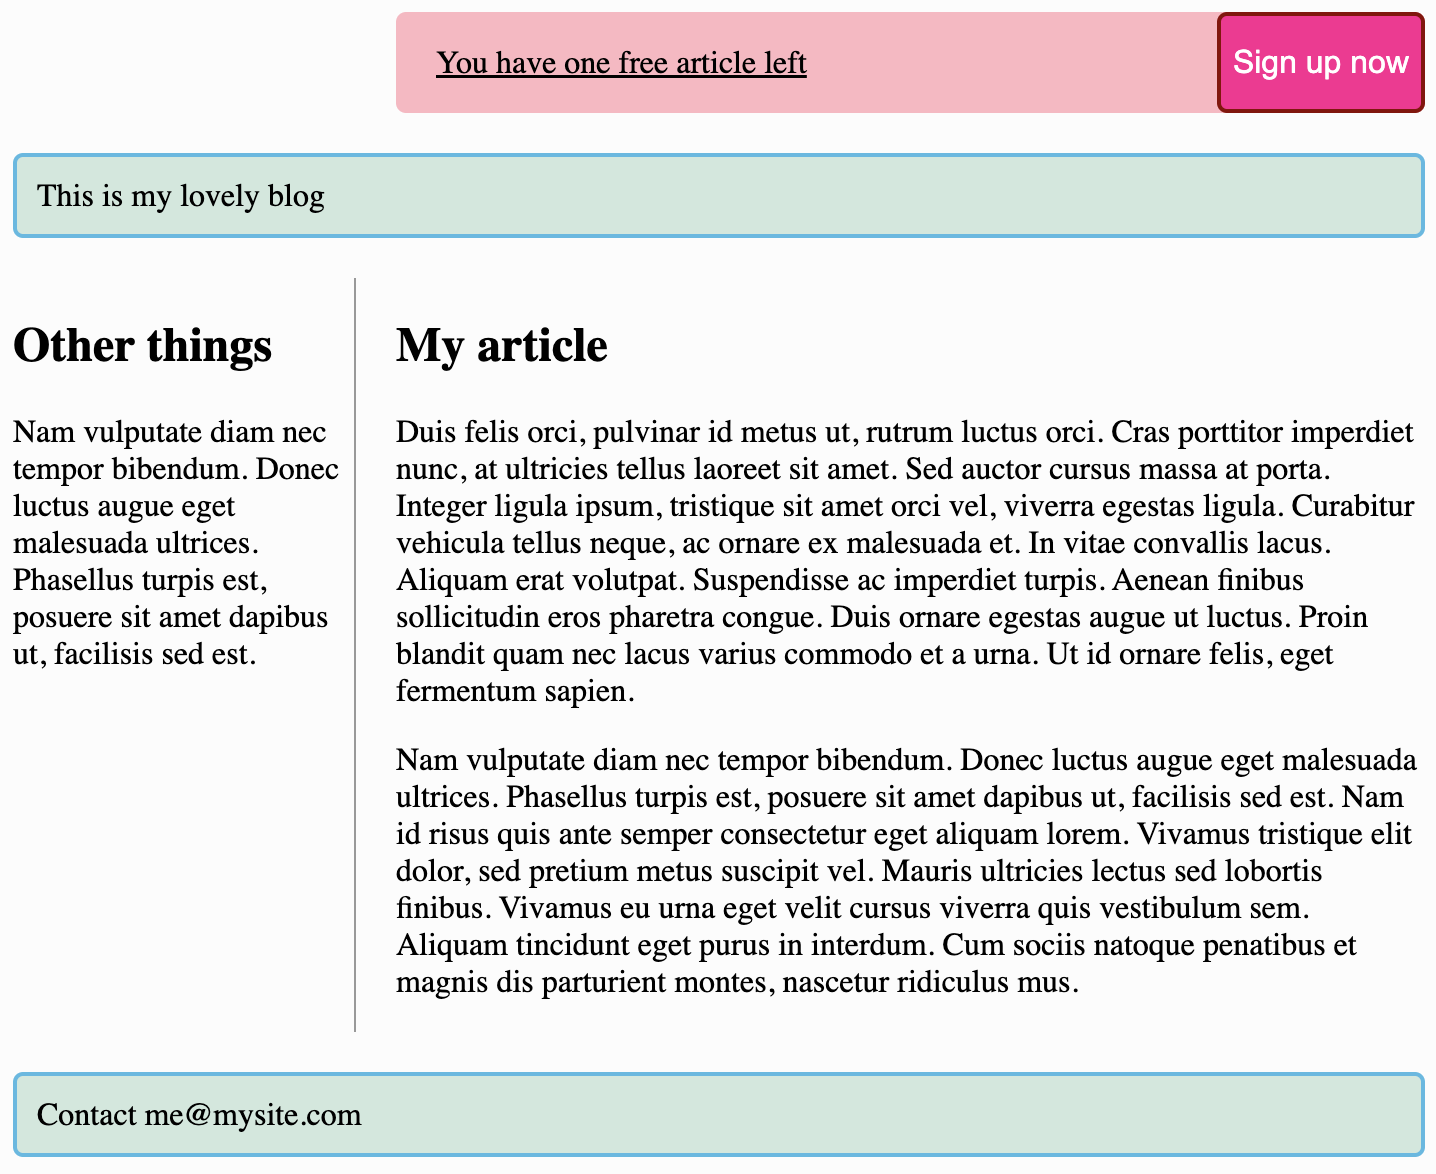 You have one free article left
Sign up now
This is my lovely blog
Other things
Nam vulputate diam nec
tempor bibendum. Donec
luctus augue eget
malesuada ultrices.
Phasellus turpis est,
posuere sit amet dapibus
ut, facilisis sed est.
My article
Duis felis orci, pulvinar id metus ut, rutrum luctus orci. Cras porttitor imperdiet
nunc, at ultricies tellus laoreet sit amet. Sed auctor cursus massa at porta.
Integer ligula ipsum, tristique sit amet orci vel, viverra egestas ligula. Curabitur
vehicula tellus neque, ac ornare ex malesuada et. In vitae convallis lacus.
Aliquam erat volutpat. Suspendisse ac imperdiet turpis. Aenean finibus
sollicitudin eros pharetra congue. Duis ornare egestas augue ut luctus. Proin
blandit quam nec lacus varius commodo et a urna. Ut id ornare felis, eget
fermentum sapien.
Nam vulputate diam nec tempor bibendum. Donec luctus augue eget malesuada
ultrices. Phasellus turpis est, posuere sit amet dapibus ut, facilisis sed est. Nam
id risus quis ante semper consectetur eget aliquam lorem. Vivamus tristique elit
dolor, sed pretium metus suscipit vel. Mauris ultricies lectus sed lobortis
finibus. Vivamus eu urna eget velit cursus viverra quis vestibulum sem.
Aliquam tincidunt eget purus in interdum. Cum sociis natoque penatibus et
magnis dis parturient montes, nascetur ridiculus mus.
Contact me@mysite.com